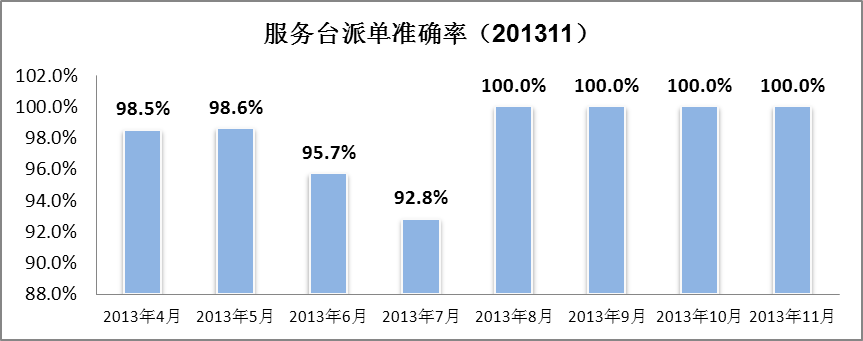 服务台派单准确率（201311）
102.0%
100.0%
98.0%
96.0%
94.0%
92.0%
90.0%
88.0%
98.5%
98.6%
95.7%
92.8%
100.0%
100.0%
100.0%
100.0%
2013年4月
2013年5月
2013年6月
2013年7月
2013年8月
2013年9月
2013年10月
2013年11月